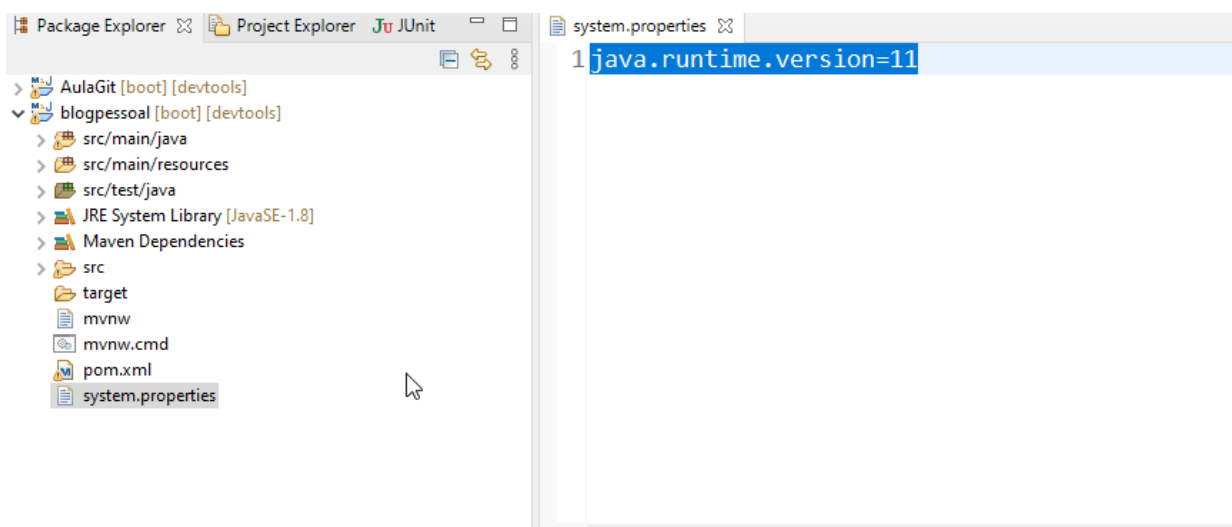 Package Explorer Project Explorer JUnit
AulaGit [boot] [devtools]
blogpessoal [boot] [devtools]
src/main/java
src/main/resources
src/test/java
JRE System Library [JavaSE-1.8]
Maven Dependencies
src
target
mvnw
mvnw.cmd
pom.xml
system.properties
system.properties
1 java.runtime.version=11